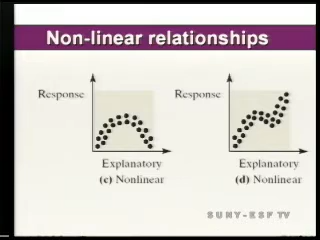 Non-linear relationships
Response
Response
Explanatory
Explanatory
(c) Nonlinear
(d) Nonlinear
SUNY-ESF TV